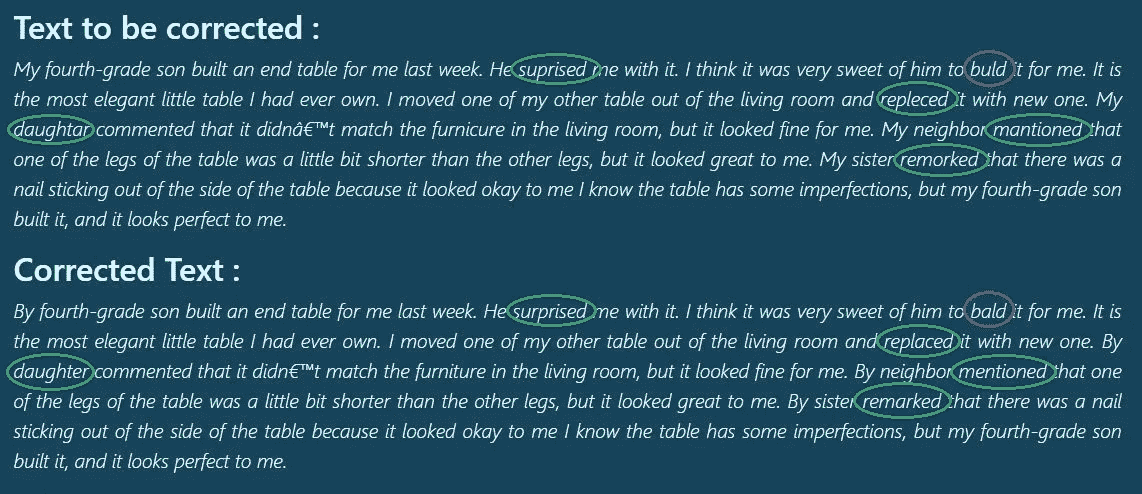 Text to be corrected :
My fourth-grade son built an end table for me last week. He suprised me with it. I think it was very sweet of him to buld it for me. It is
the most elegant little table I had ever own. I moved one of my other table out of the living room and repleced it with new one. My
daughtar commented that it didnâ€™t match the furnicure in the living room, but it looked fine for me. My neighbor mantioned that
one of the legs of the table was a little bit shorter than the other legs, but it looked great to me. My sister remorked that there was a
nail sticking out of the side of the table because it looked okay to me I know the table has some imperfections, but my fourth-grade son
built it, and it looks perfect to me.
Corrected Text :
By fourth-grade son built an end table for me last week. He surprised me with it. I think it was very sweet of him to bald it for me. It is
the most elegant little table I had ever own. I moved one of my other table out of the living room and replaced it with new one. By
daughter commented that it didn€™t match the furniture in the living room, but it looked fine for me. By neighbor mentioned that one
of the legs of the table was a little bit shorter than the other legs, but it looked great to me. By sister remarked that there was a nail
sticking out of the side of the table because it looked okay to me I know the table has some imperfections, but my fourth-grade son
built it, and it looks perfect to me.